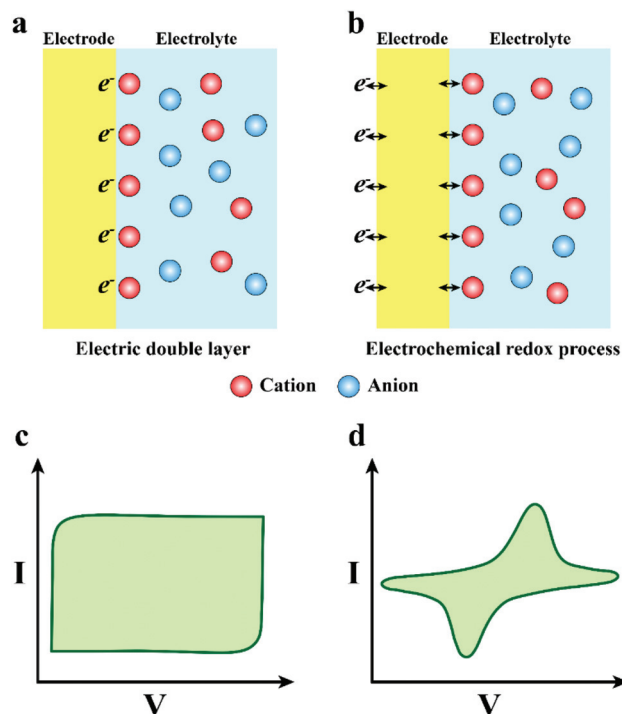 a
b
Electrode Electrolyte
Electrode Electrolyte
e-
e-
e-
e-
e-
e-
e-
e-
e-
e-
Electric double layer
Electrochemical redox process
Cation Anion
c
d
I
V
I
V